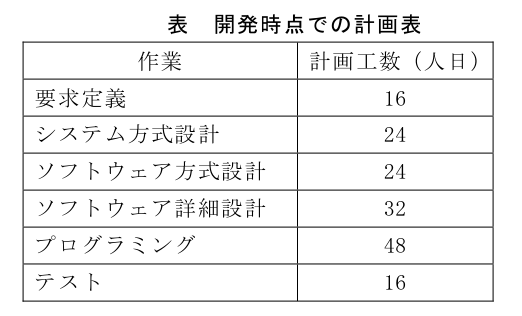 表　開発時点での計画表
作業　計画工数（人日）
要求定義　16
システム方式設計　24
ソフトウェア方式設計　24
ソフトウェア詳細設計　32
プログラミング　48
テスト　16